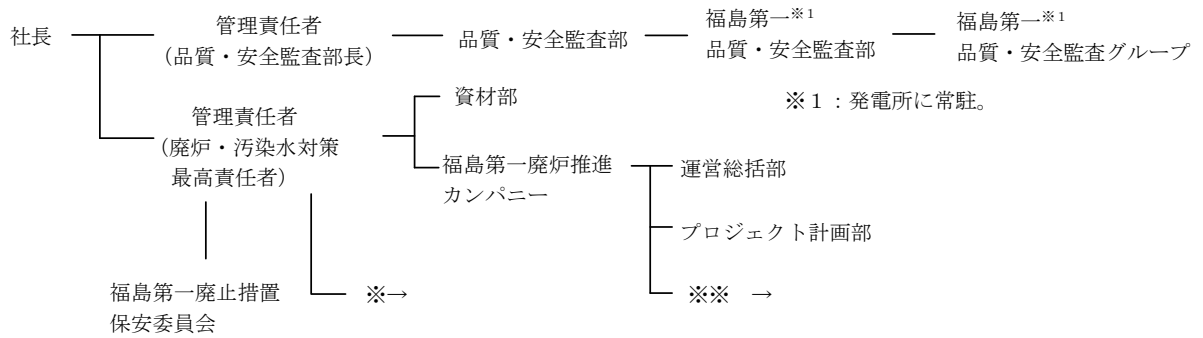 社長
管理責任者
(品質・安全監査部長)
品質・安全監査部
福島第一※1
品質・安全監査部
福島第一※1
品質・安全監査グループ
※1:発電所に常駐。
管理責任者
(廃炉・汚染水対策
最高責任者)
資材部
福島第一廃炉推進
カンパニー
運営総括部
プロジェクト計画部
福島第一廃止措置
保安委員会
※→
※※ →